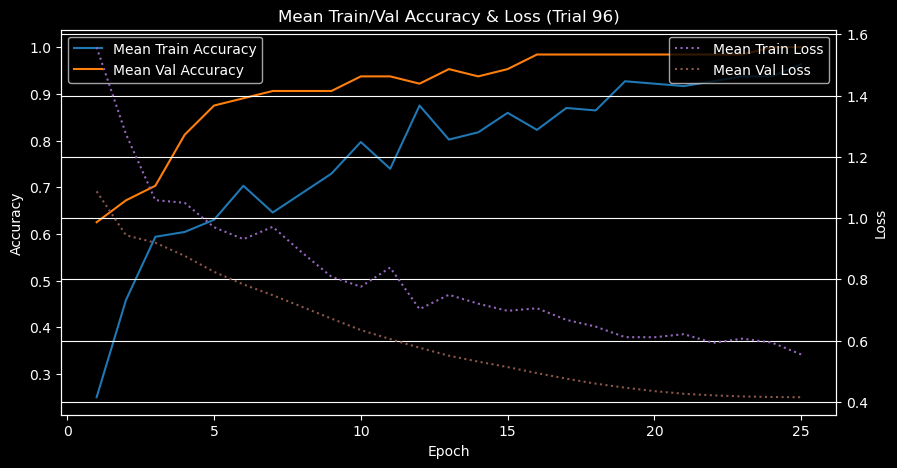 Mean Train/Val Accuracy & Loss (Trial 96)
Mean Train Accuracy
Mean Val Accuracy
Mean Train Loss
Mean Val Loss
1.0
0.9
0.8
0.7
0.6
0.5
0.4
0.3
Accuracy
1.6
1.4
1.2
1.0
0.8
0.6
0.4
Loss
0
5
10
15
20
25
Epoch